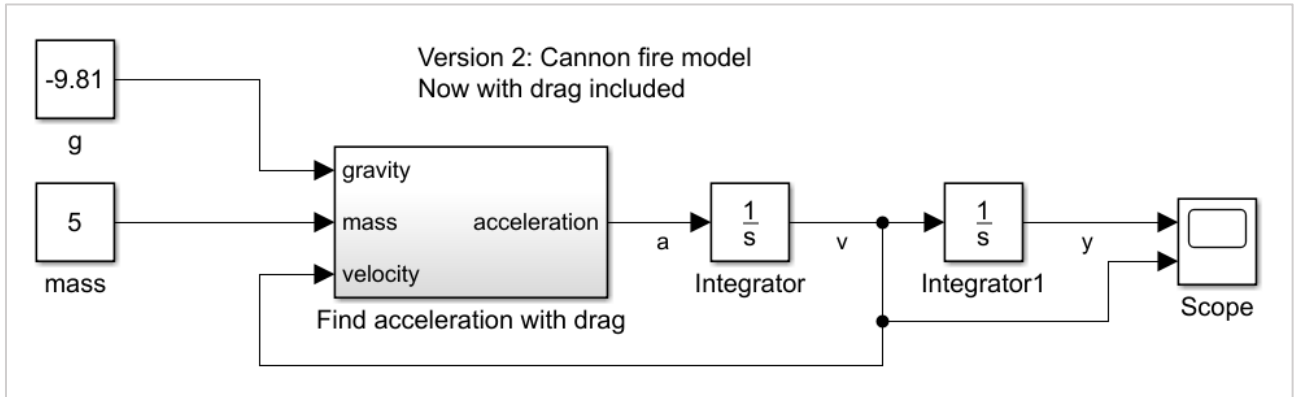 Version 2: Cannon fire model
Now with drag included
-9.81
g
5
mass
gravity
mass
velocity
acceleration
Find acceleration with drag
a
1
s
Integrator
v
1
s
Integrator1
y
Scope